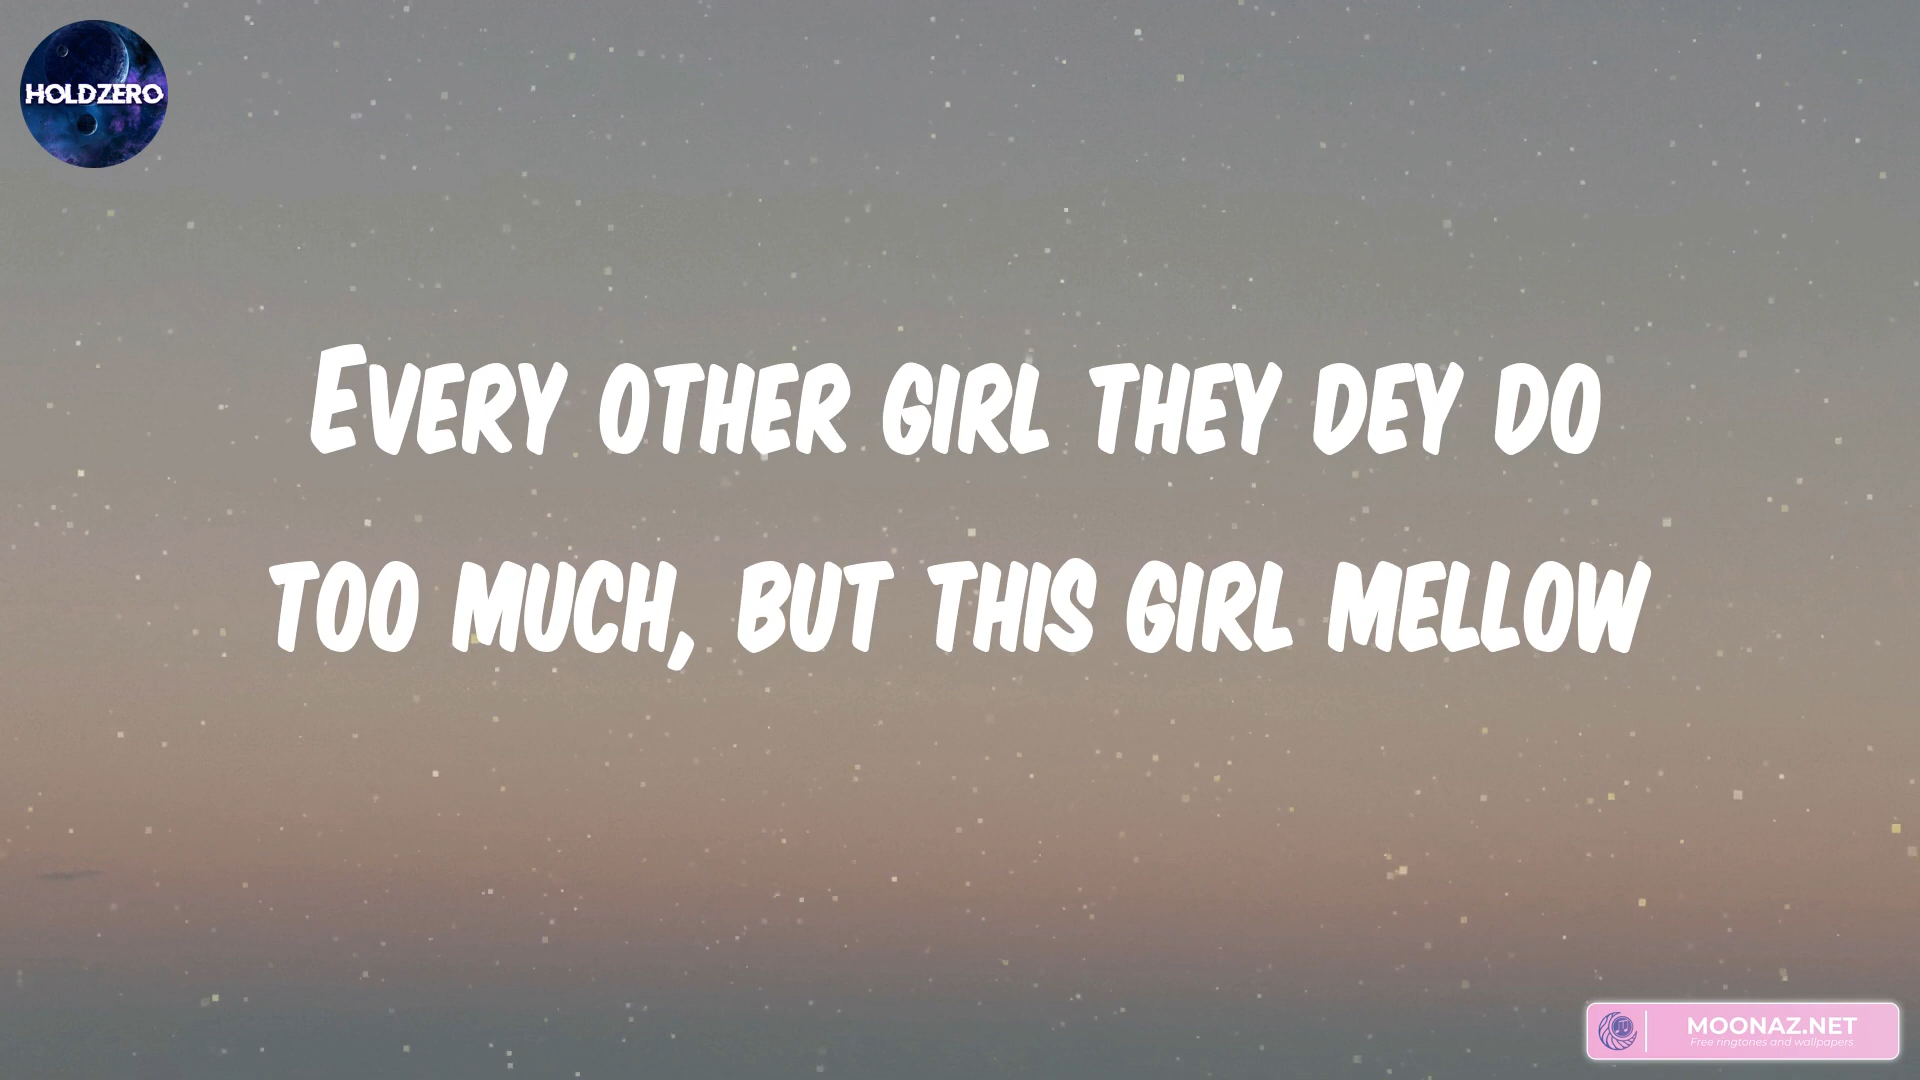 HOLDZERO
EVERY OTHER GIRL THEY DEY DO
TOO MUCH, BUT THIS GIRL MELLOW
MOONAZ.NET
Free ringtones and wallpapers